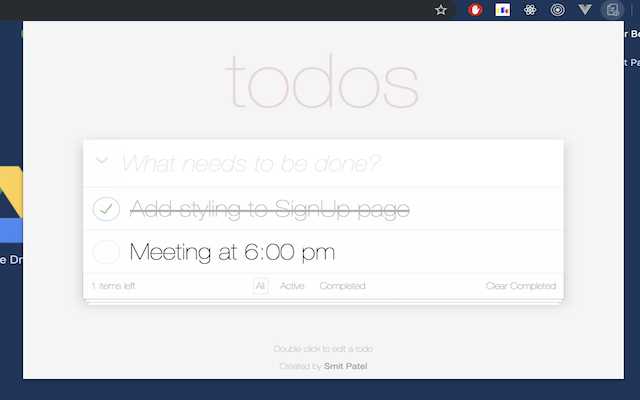 r Bo
t Pa
todos
What needs to be done?
Add styling to SignUp page
Meeting at 6:00 pm
1 items left All Active Completed Clear Completed
e Dr
Double-click to edit a todo
Created by Smit Patel